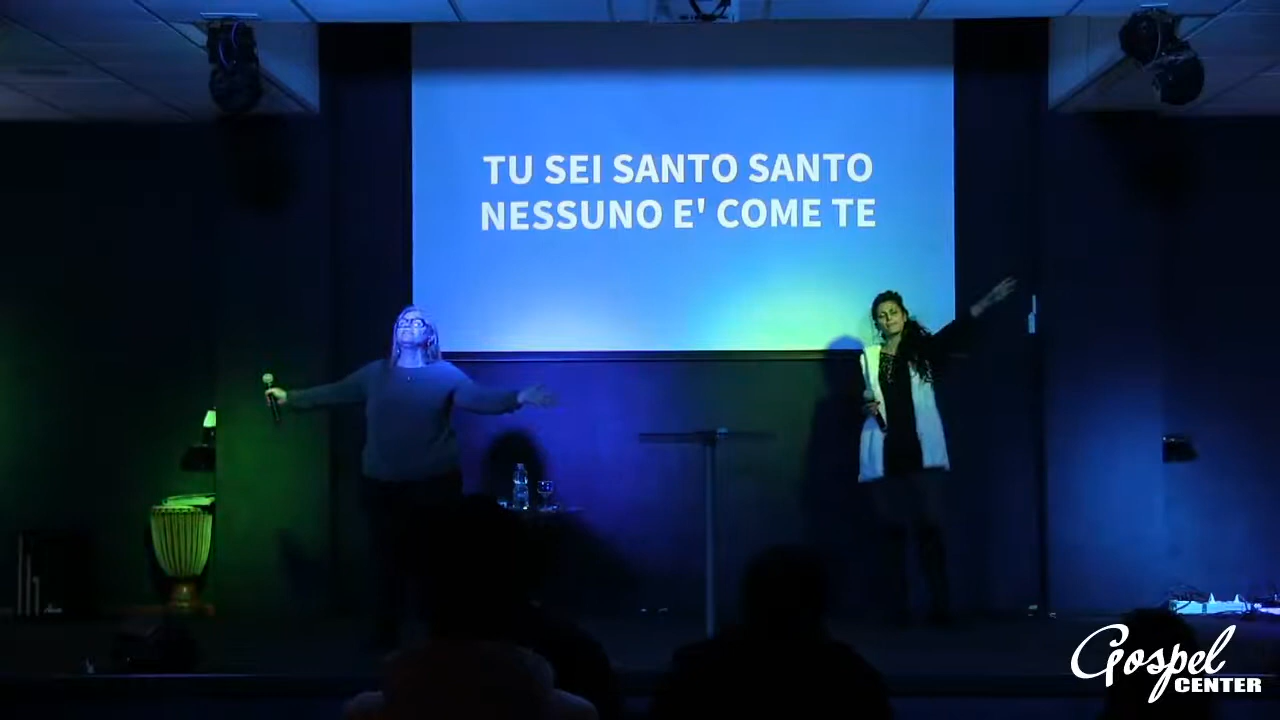 TU SEI SANTO SANTO
NESSUNO E' COME TE
Gospel
CENTER